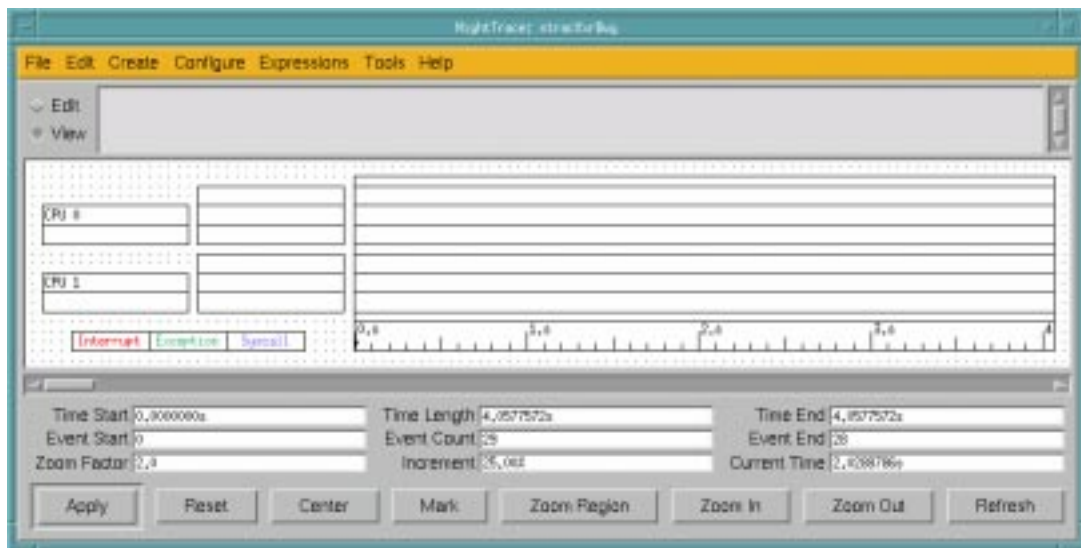 File Edit Create Configure Expressions Tools Help
Edit
View
CPU 0
CPU 1
Interrupt Exception Syscall
0.0 1.0 2.0 3.0 4
Time Start 0.0000000s Time Length 4.0577572s Time End 4.0577572s
Event Start 0 Event Count 29 Event End 28
Zoom Factor 2.0 Increment 25.00% Current Time 2.0288786s
Apply Reset Center Mark Zoom Region Zoom In Zoom Out Refresh